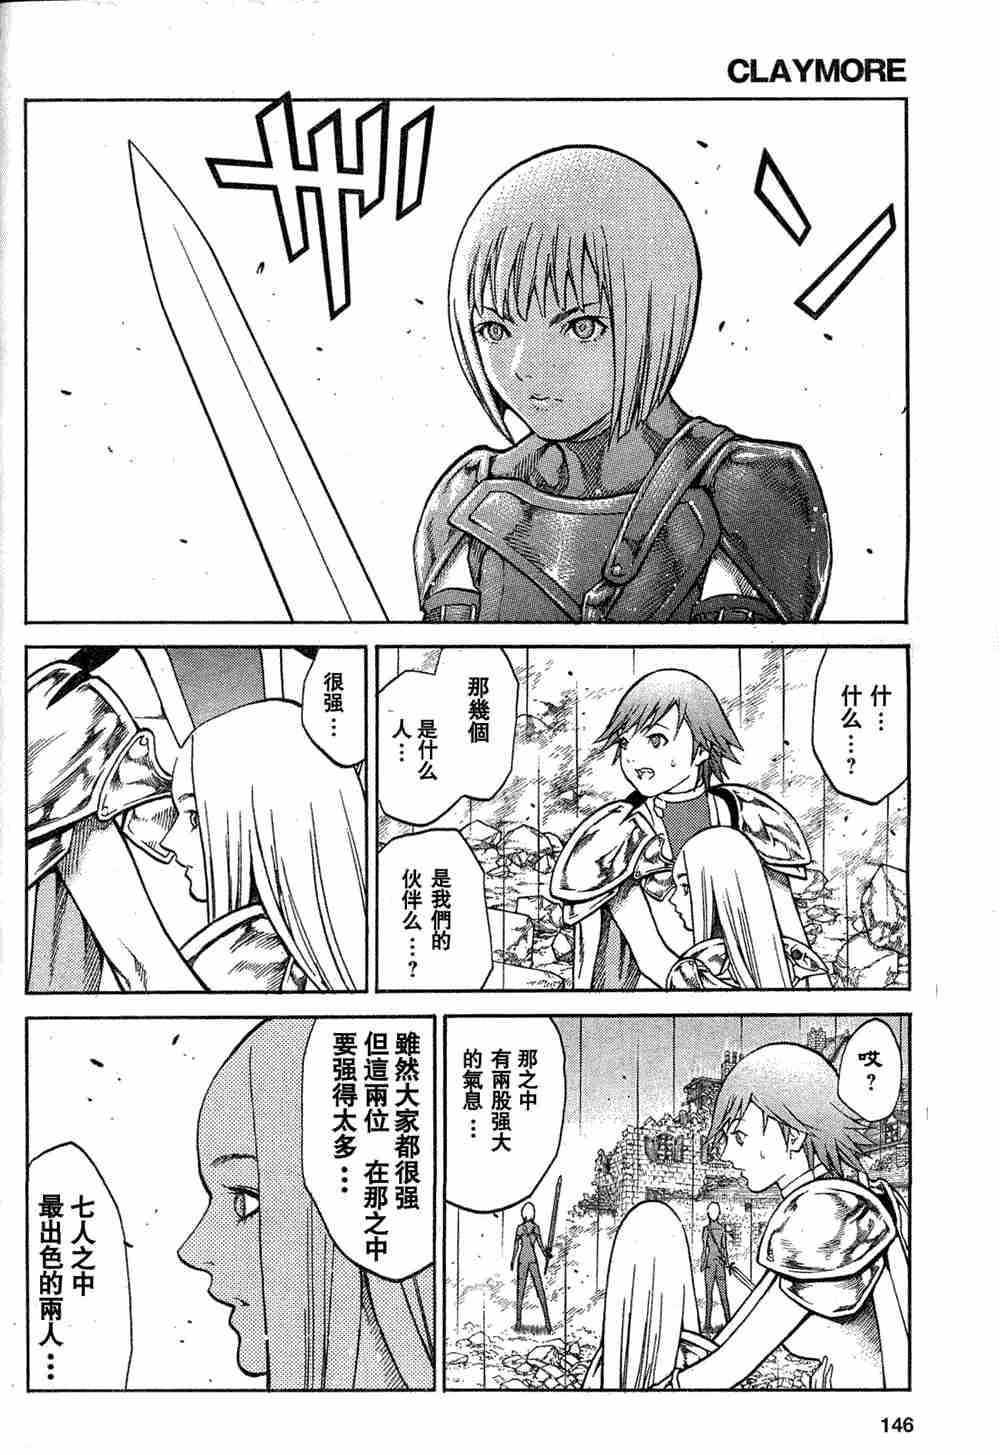 CLAYMORE
ザッ
什…
什么…?
那幾個
是什么
人…
是我們的
伙伴么…?
很强…
哎?
那之中
有兩股强大
的氣息…
雖然大家都很强
但這兩位 在那之中
要强得太多…
七人之中
最出色的兩人…
146